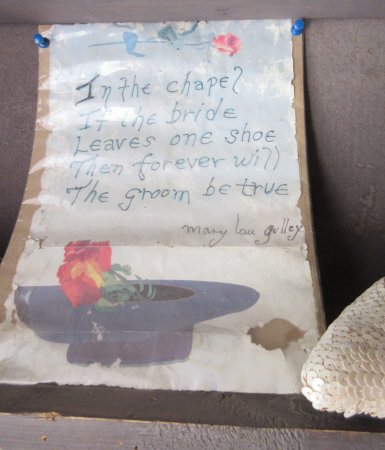 In the chapel
If the bride
Leaves one shoe
Then forever will
The groom be true
mary lou gulley